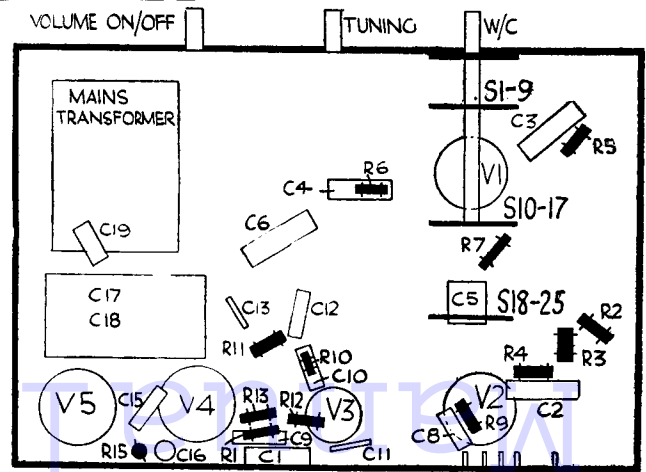 VOLUME ON/OFF
TUNING
W/C
MAINS
TRANSFORMER
S1-9
C3
R5
V1
R6
C4
S10-17
C19
C6
R7
C17
C18
C13
C12
C5
S18-25
R2
R11
R10
C10
R3
R4
C2
V5
C15
V4
R13
R12
V3
V2
R9
C8
R15
C16
R1
C9
C1
C11